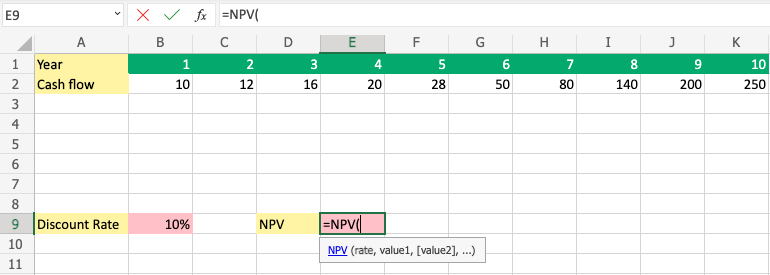 E9 fx =NPV(
A B C D E F G H I J K
1 Year 1 2 3 4 5 6 7 8 9 10
2 Cash flow 10 12 16 20 28 50 80 140 200 250
3
4
5
6
7
8
9 Discount Rate 10% NPV =NPV(
10 NPV (rate, value1, [value2], ...)
11